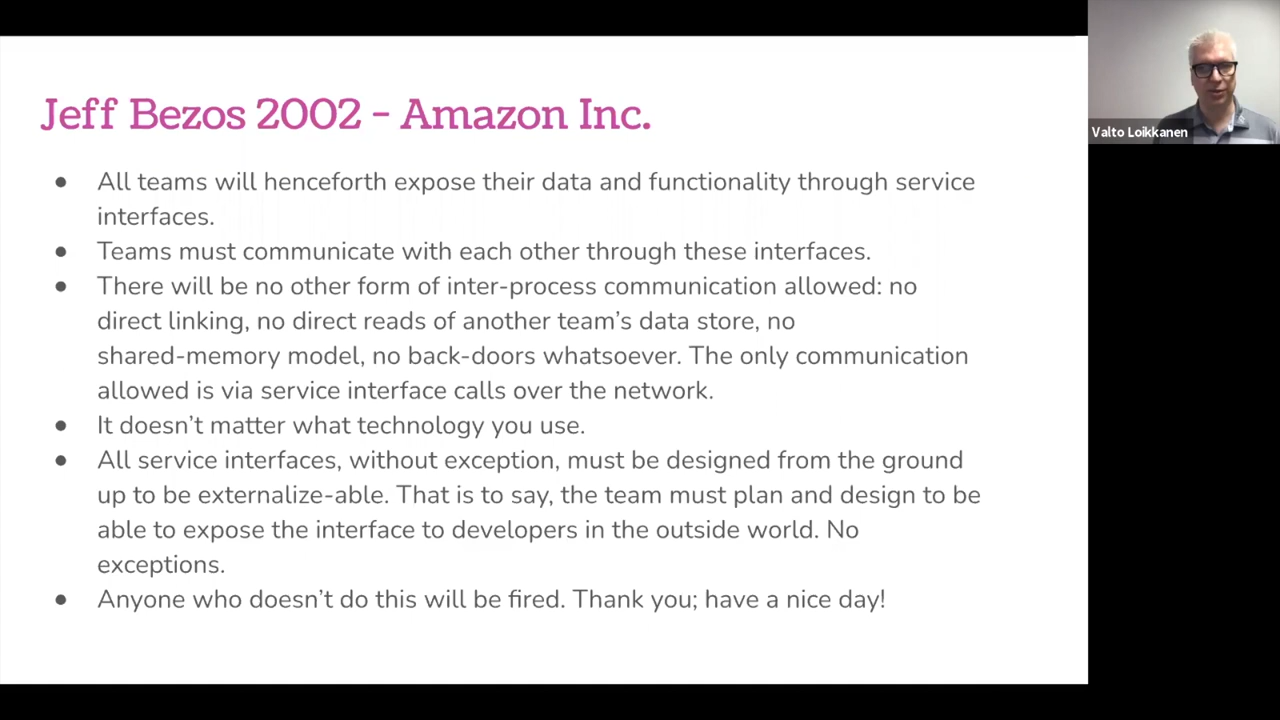 Jeff Bezos 2002 - Amazon Inc.
● All teams will henceforth expose their data and functionality through service
interfaces.
● Teams must communicate with each other through these interfaces.
● There will be no other form of inter-process communication allowed: no
direct linking, no direct reads of another team’s data store, no
shared-memory model, no back-doors whatsoever. The only communication
allowed is via service interface calls over the network.
● It doesn’t matter what technology you use.
● All service interfaces, without exception, must be designed from the ground
up to be externalize-able. That is to say, the team must plan and design to be
able to expose the interface to developers in the outside world. No
exceptions.
● Anyone who doesn’t do this will be fired. Thank you; have a nice day!
Valto Loikkanen